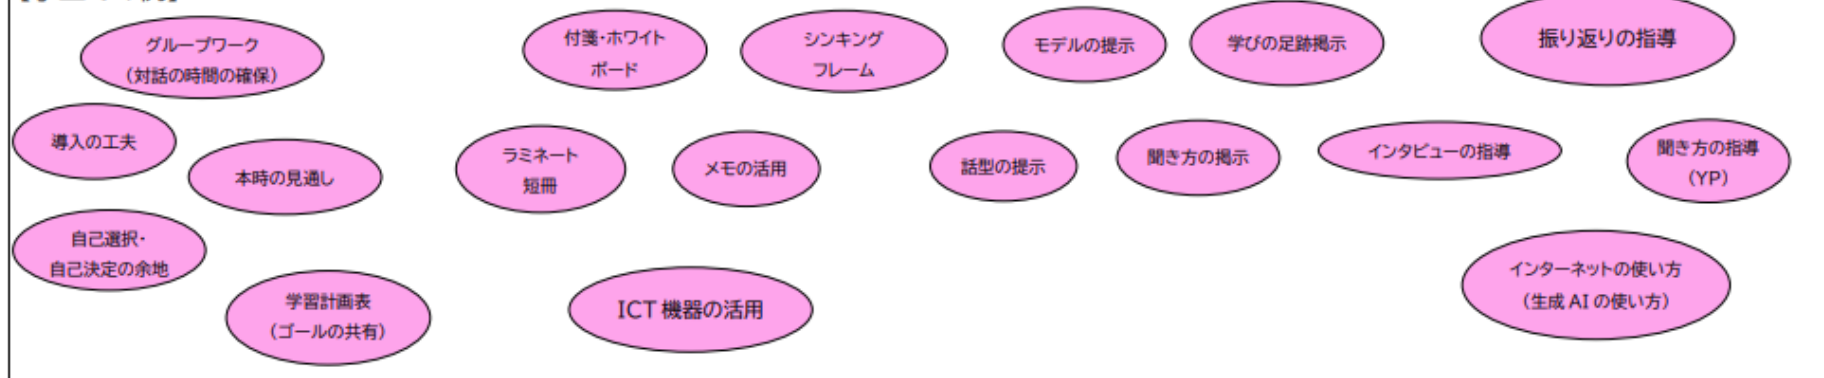 グループワーク
（対話の時間の確保）
付箋・ホワイト
ボード
シンキング
フレーム
モデルの提示
学びの足跡掲示
振り返りの指導
導入の工夫
本時の見通し
ラミネート
短冊
メモの活用
話型の提示
聞き方の掲示
インタビューの指導
聞き方の指導
（YP）
自己選択・
自己決定の余地
学習計画表
（ゴールの共有）
ICT 機器の活用
インターネットの使い方
（生成 AI の使い方）